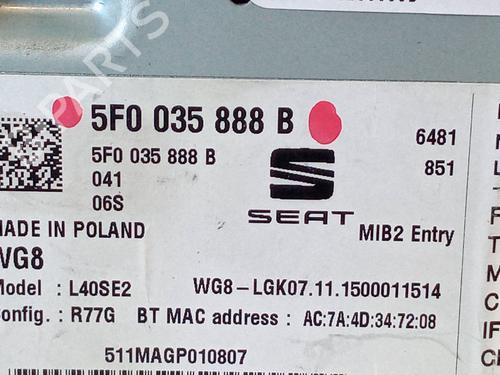 5F0 035 888 B
6481
5F0 035 888 B
851
041
06S
SEAT
MADE IN POLAND
MIB2 Entry
WG8
Model : L40SE2
WG8-LGK07.11.1500011514
Config. : R77G BT MAC address : AC:7A:4D:34:72:08
511MAGP010807
PARTS